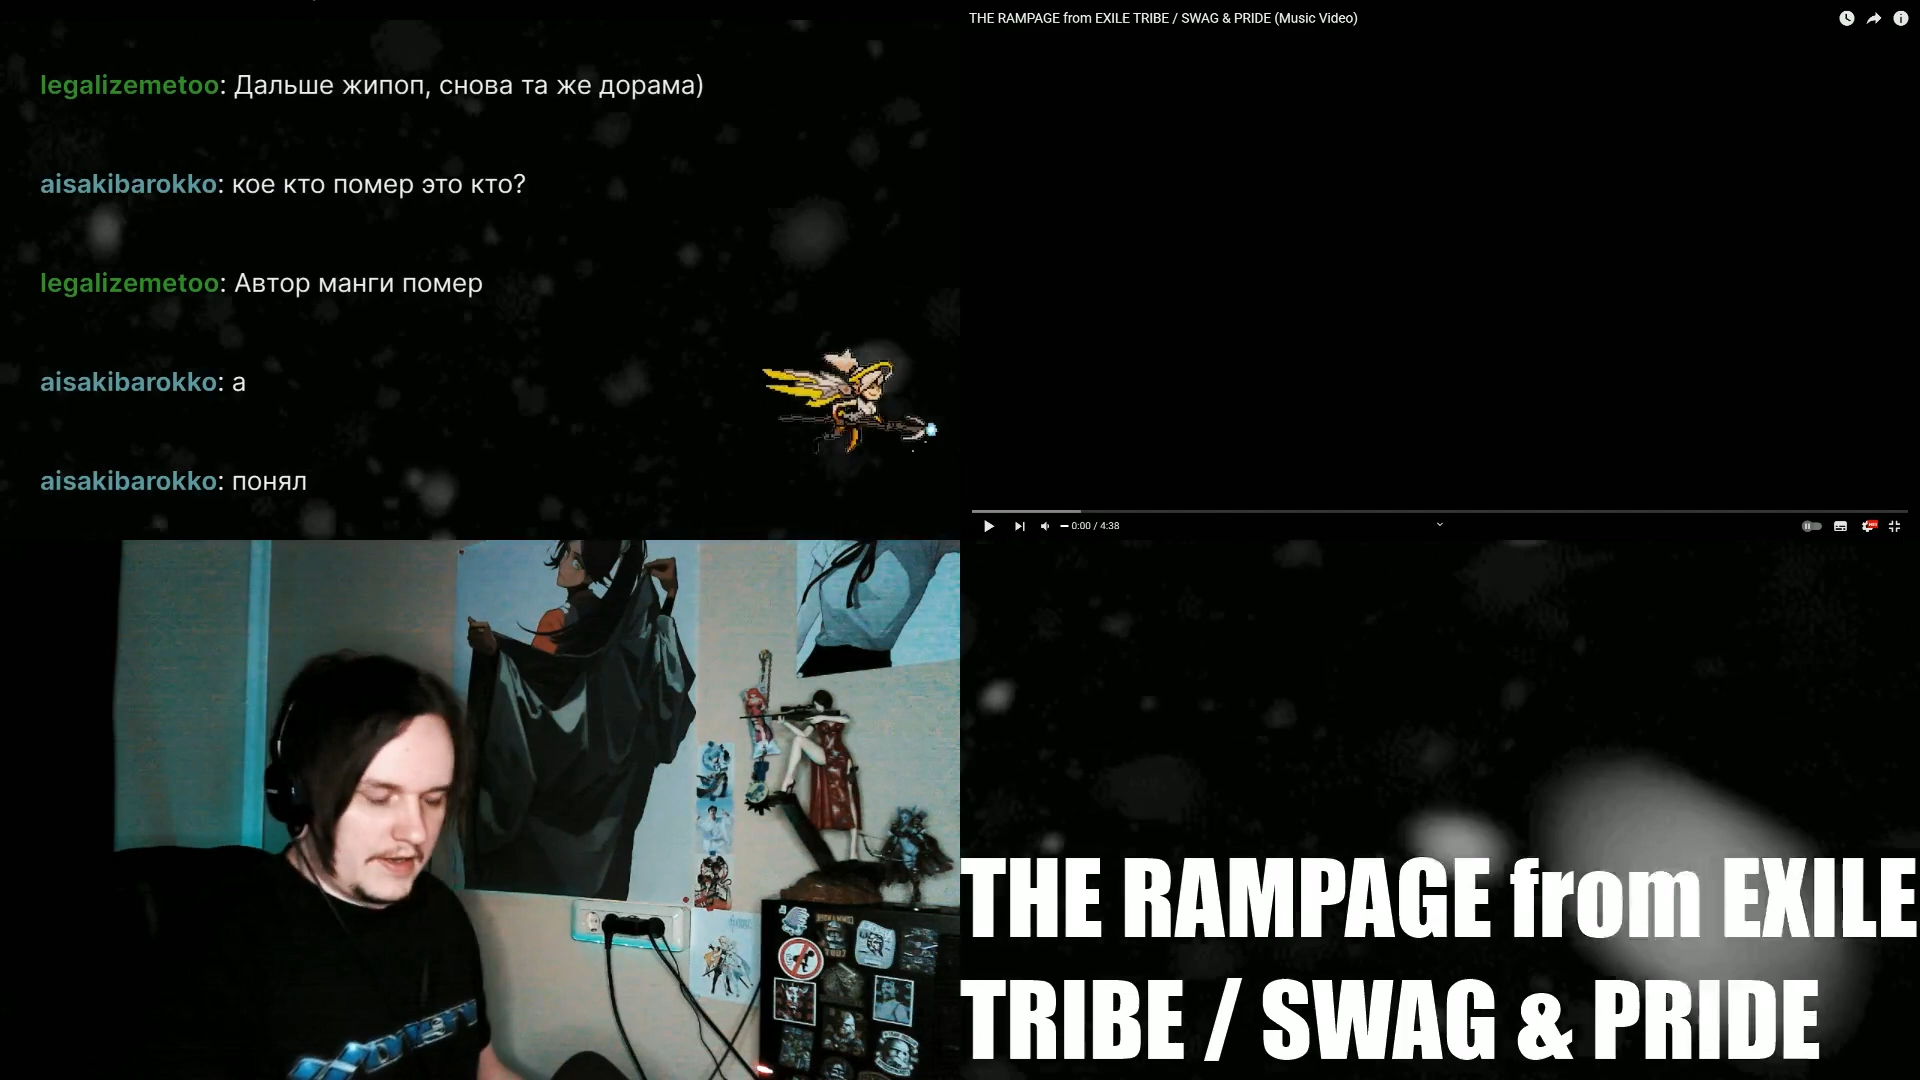 legalizemetoo: Дальше жипоп, снова та же дорама)
aisakibarokko: кое кто помер это кто?
legalizemetoo: Автор манги помер
aisakibarokko: а
aisakibarokko: понял
THE RAMPAGE from EXILE TRIBE / SWAG & PRIDE (Music Video)
0:00 / 4:38
THE RAMPAGE from EXILE
TRIBE / SWAG & PRIDE